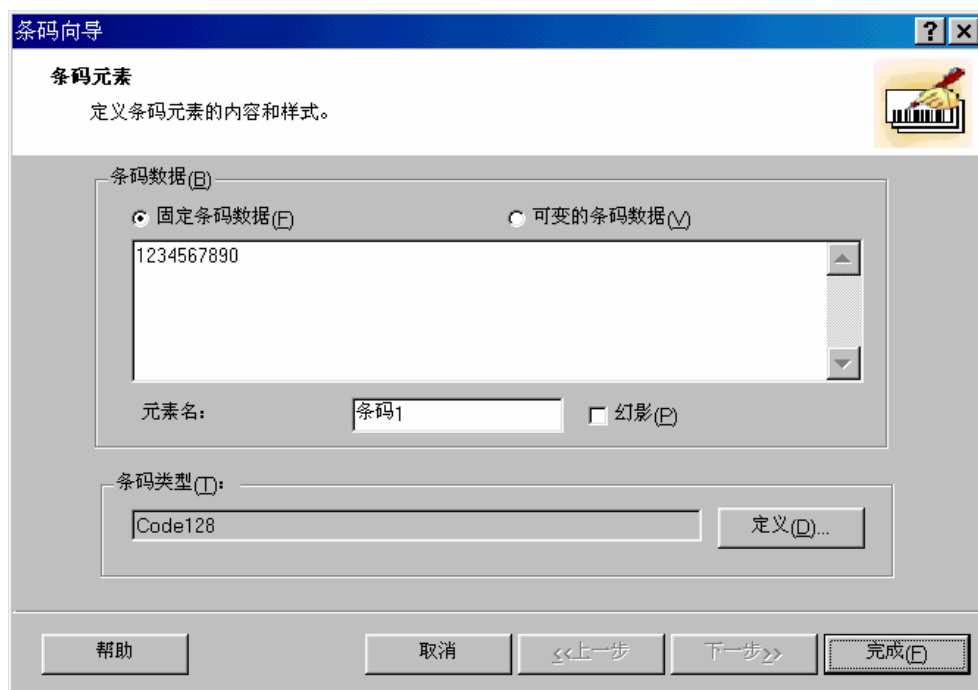 条码向导
条码元素
定义条码元素的内容和样式。
条码数据(B)
固定条码数据(F)
可变的条码数据(V)
1234567890
元素名:
条码1
幻影(P)
条码类型(T):
Code128
定义(D)...
帮助
取消
<<上一步
下一步>>
完成(F)